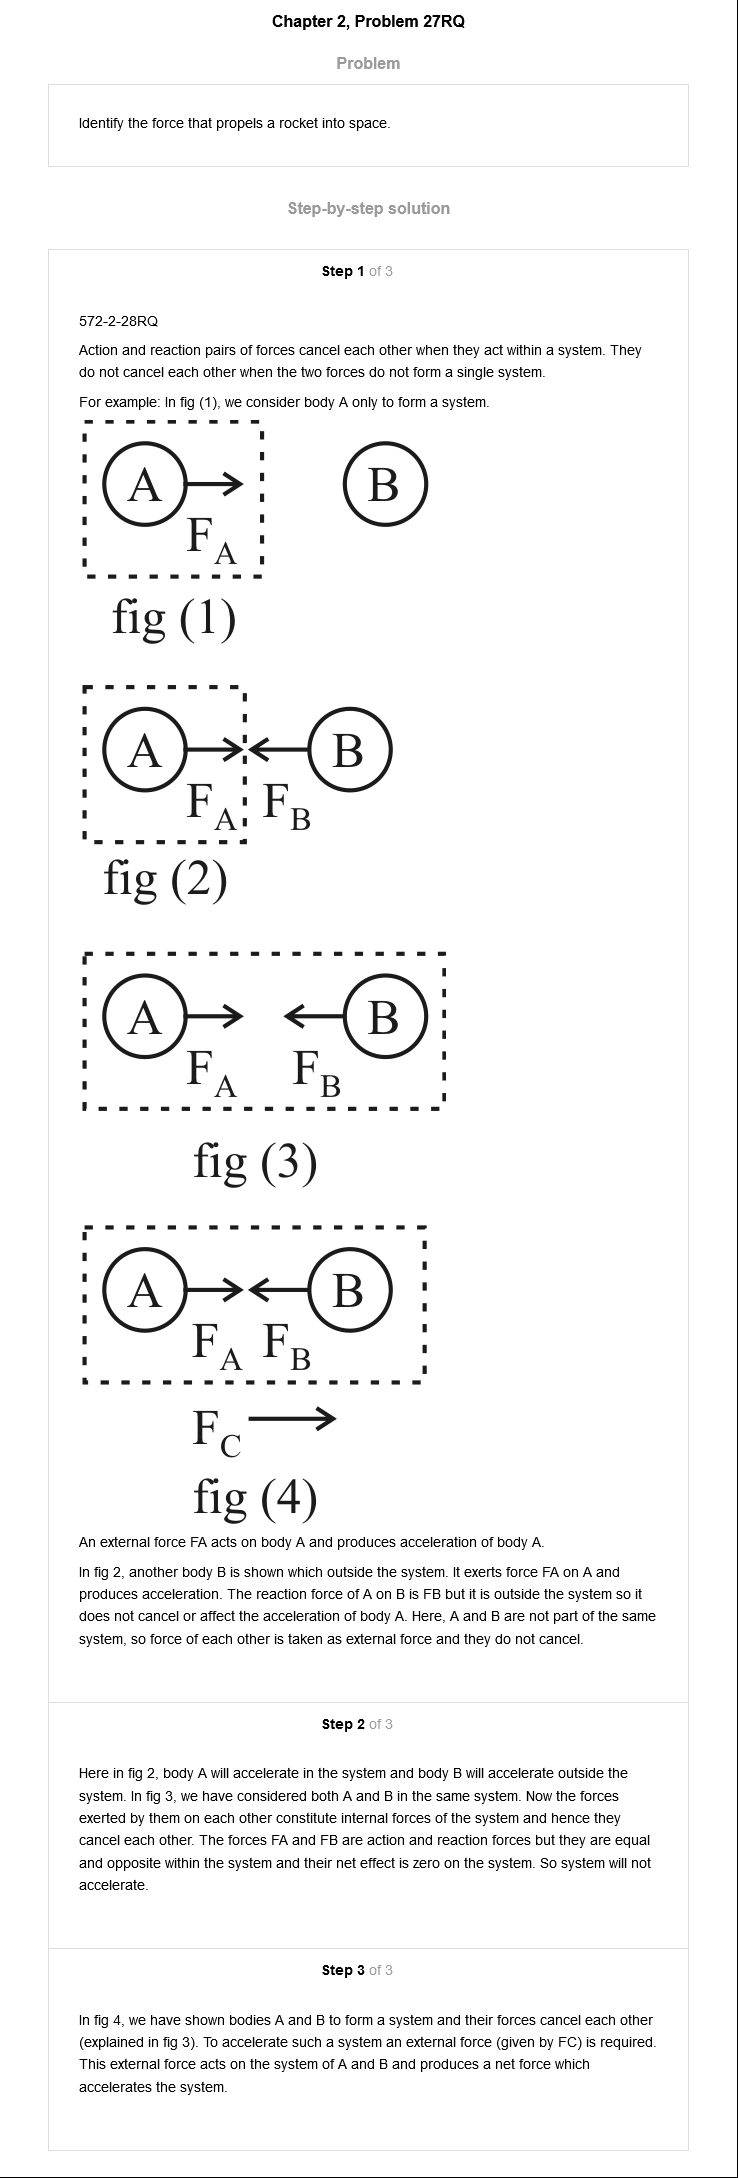 Chapter 2, Problem 27RQ
Problem
Identify the force that propels a rocket into space.
Step-by-step solution
Step 1 of 3
572-2-28RQ
Action and reaction pairs of forces cancel each other when they act within a system. They
do not cancel each other when the two forces do not form a single system.
For example: In fig (1), we consider body A only to form a system.
A B
FA
fig (1)
A B
FA FB
fig (2)
A B
FA FB
fig (3)
A B
FA FB
FC
fig (4)
An external force FA acts on body A and produces acceleration of body A.
In fig 2, another body B is shown which outside the system. It exerts force FA on A and
produces acceleration. The reaction force of A on B is FB but it is outside the system so it
does not cancel or affect the acceleration of body A. Here, A and B are not part of the same
system, so force of each other is taken as external force and they do not cancel.
Step 2 of 3
Here in fig 2, body A will accelerate in the system and body B will accelerate outside the
system. In fig 3, we have considered both A and B in the same system. Now the forces
exerted by them on each other constitute internal forces of the system and hence they
cancel each other. The forces FA and FB are action and reaction forces but they are equal
and opposite within the system and their net effect is zero on the system. So system will not
accelerate.
Step 3 of 3
In fig 4, we have shown bodies A and B to form a system and their forces cancel each other
(explained in fig 3). To accelerate such a system an external force (given by FC) is required.
This external force acts on the system of A and B and produces a net force which
accelerates the system.